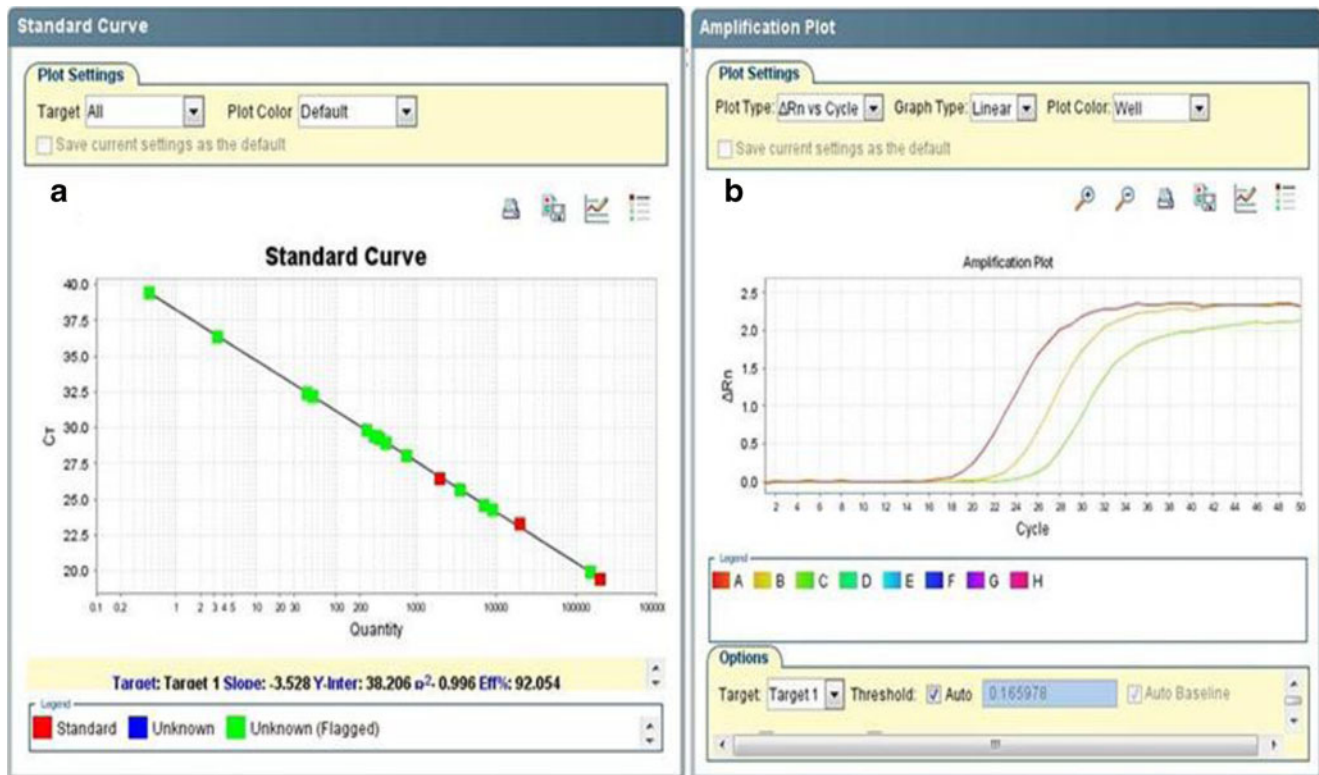 Standard Curve
Plot Settings
Target All Plot Color Default
Save current settings as the default
a
Standard Curve
40.0
37.5
35.0
32.5
30.0
27.5
25.0
22.5
20.0
CT
0.1 0.2 1 2 3 4 5 10 20 30 100 200 1000 10000 100000
Quantity
Target: Target 1 Slope: -3.528 Y-Inter: 38.206 R2- 0.996 Eff%: 92.054
Legend
Standard Unknown Unknown (Flagged)
Amplification Plot
Plot Settings
Plot Type: ΔRn vs Cycle Graph Type: Linear Plot Color: Well
Save current settings as the default
b
Amplification Plot
2.5
2.0
1.5
1.0
0.5
0.0
ΔRn
2 4 6 8 10 12 14 16 18 20 22 24 26 28 30 32 34 36 38 40 42 44 46 48 50
Cycle
Legend
A B C D E F G H
Options
Target: Target 1 Threshold: Auto 0.165978 Auto Baseline